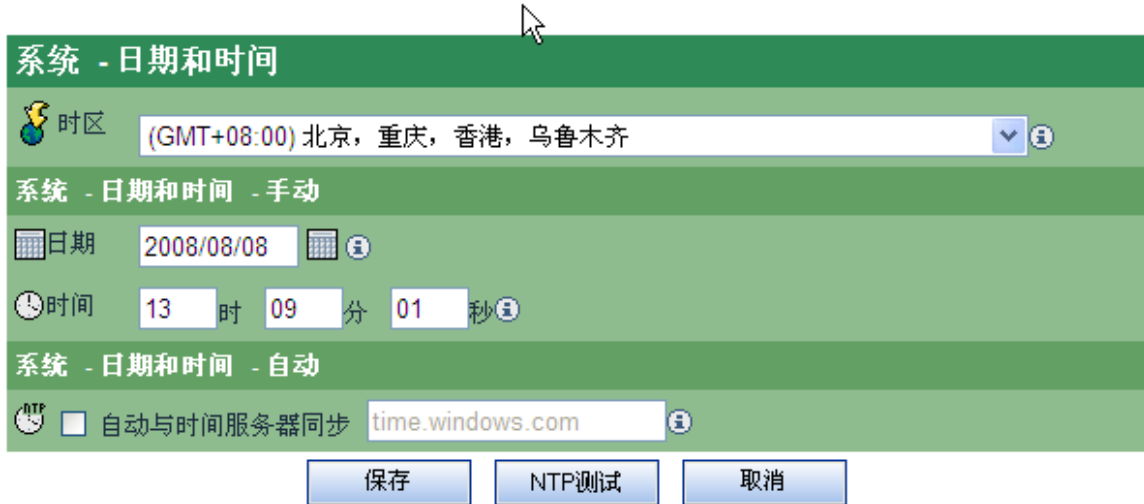 系统 - 日期和时间
时区 (GMT+08:00) 北京，重庆，香港，乌鲁木齐
系统 - 日期和时间 - 手动
日期 2008/08/08
时间 13 时 09 分 01 秒
系统 - 日期和时间 - 自动
NTP 自动与时间服务器同步 time.windows.com
保存 NTP测试 取消